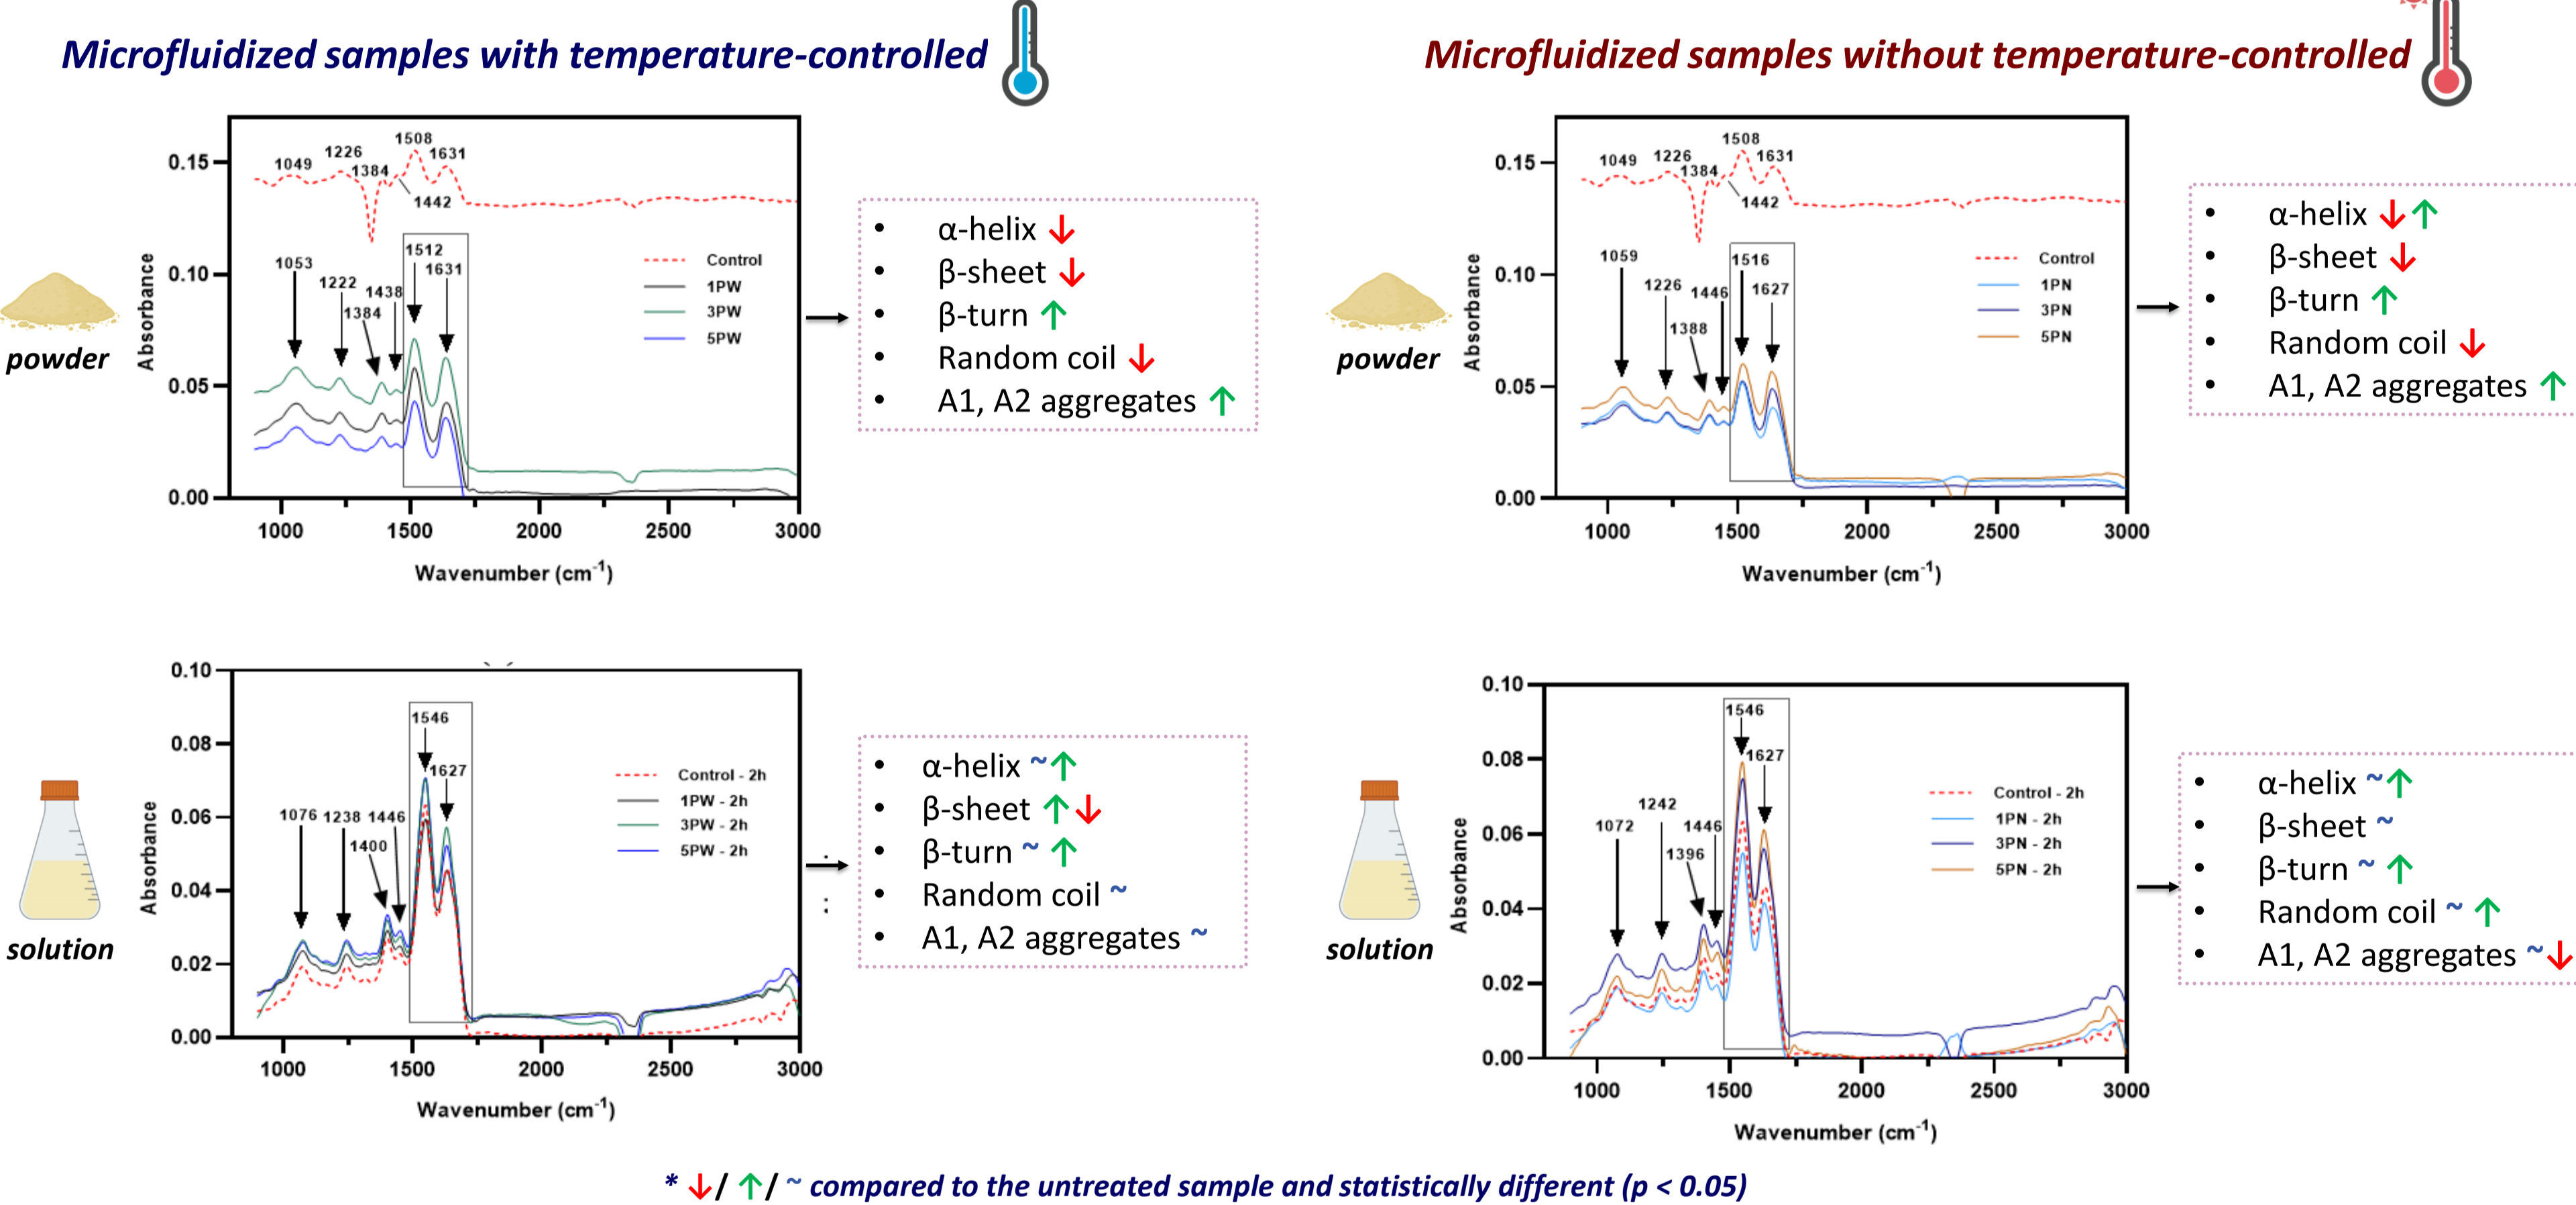 Microfluidized samples with temperature-controlled
Microfluidized samples without temperature-controlled
powder
Absorbance
0.15
0.10
0.05
0.00
1049
1226
1384
1508
1631
1442
1053
1222
1384
1438
1512
1631
Control
1PW
3PW
5PW
1000
1500
2000
2500
3000
Wavenumber (cm-1)
• α-helix ↓
• β-sheet ↓
• β-turn ↑
• Random coil ↓
• A1, A2 aggregates ↑
powder
Absorbance
0.15
0.10
0.05
0.00
1049
1226
1384
1508
1631
1442
1059
1226
1388
1446
1516
1627
Control
1PN
3PN
5PN
1000
1500
2000
2500
3000
Wavenumber (cm-1)
• α-helix ↓↑
• β-sheet ↓
• β-turn ↑
• Random coil ↓
• A1, A2 aggregates ↑
solution
Absorbance
0.10
0.08
0.06
0.04
0.02
0.00
1076
1238
1400
1446
1546
1627
Control - 2h
1PW - 2h
3PW - 2h
5PW - 2h
1000
1500
2000
2500
3000
Wavenumber (cm-1)
• α-helix ~↑
• β-sheet ↑↓
• β-turn ~ ↑
• Random coil ~
• A1, A2 aggregates ~
solution
Absorbance
0.10
0.08
0.06
0.04
0.02
0.00
1072
1242
1396
1446
1546
1627
Control - 2h
1PN - 2h
3PN - 2h
5PN - 2h
1000
1500
2000
2500
3000
Wavenumber (cm-1)
• α-helix ~↑
• β-sheet ~
• β-turn ~ ↑
• Random coil ~ ↑
• A1, A2 aggregates ~↓
* ↓/ ↑/ ~ compared to the untreated sample and statistically different (p < 0.05)